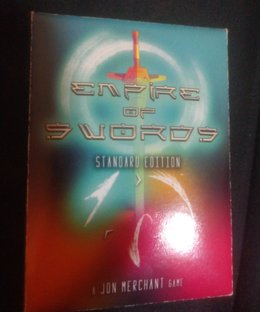 EMPIRE
OF
SWORDS
STANDARD EDITION
A JON MERCHANT GAME